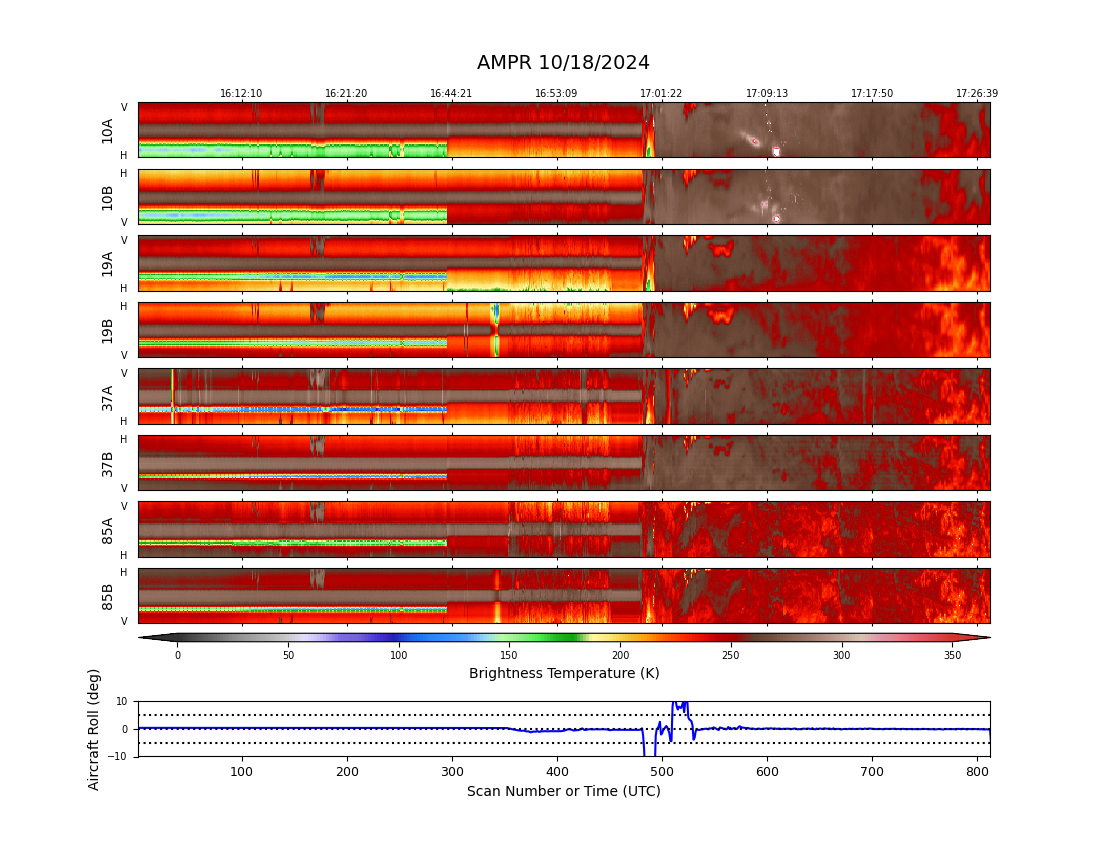 AMPR 10/18/2024
16:12:10 16:21:20 16:44:21 16:53:09 17:01:22 17:09:13 17:17:50 17:26:39
V
10A
H
H
10B
V
V
19A
H
H
19B
V
V
37A
H
H
37B
V
V
85A
H
H
85B
V
0 50 100 150 200 250 300 350
Brightness Temperature (K)
Aircraft Roll (deg)
10
0
−10
100 200 300 400 500 600 700 800
Scan Number or Time (UTC)